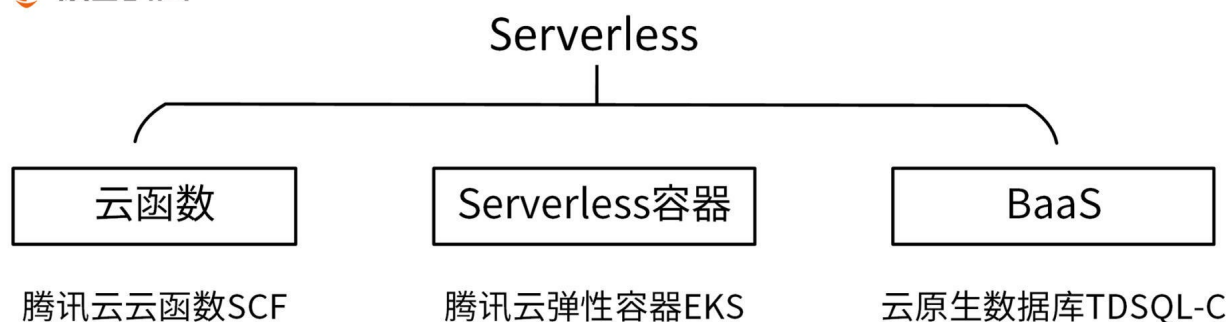 Serverless
云函数
Serverless容器
BaaS
腾讯云云函数SCF
腾讯云弹性容器EKS
云原生数据库TDSQL-C